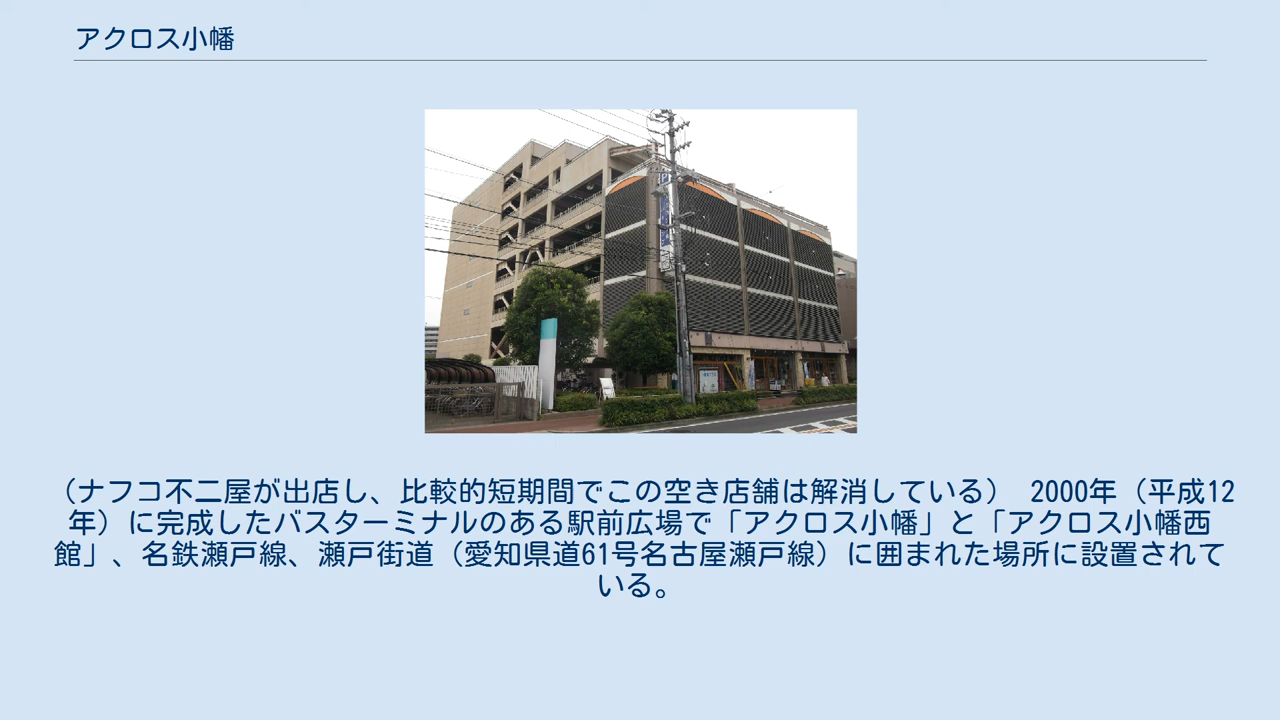 アクロス小幡
（ナフコ不二屋が出店し、比較的短期間でこの空き店舗は解消している） 2000年（平成12
年）に完成したバスターミナルのある駅前広場で「アクロス小幡」と「アクロス小幡西
館」、名鉄瀬戸線、瀬戸街道（愛知県道61号名古屋瀬戸線）に囲まれた場所に設置されて
いる。